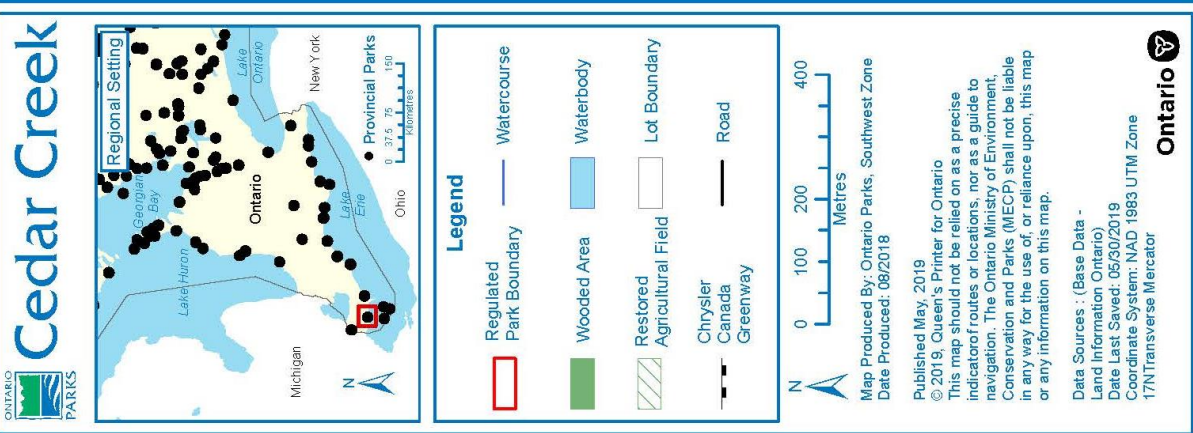 ONTARIO
PARKS
Cedar Creek
Regional Setting
Georgian
Bay
Lake Huron
Lake
Ontario
Ontario
New York
Michigan
Lake
Erie
Ohio
N
Provincial Parks
0 37.5 75 150
Kilometres
Legend
Regulated
Park Boundary
Watercourse
Wooded Area
Waterbody
Restored
Agricultural Field
Lot Boundary
Chrysler
Canada
Greenway
Road
N
0 100 200 400
Metres
Map Produced By: Ontario Parks, Southwest Zone
Date Produced: 08/2018
Published May, 2019
© 2019, Queen's Printer for Ontario
This map should not be relied on as a precise
indicatorof routes or locations, nor as a guide to
navigation. The Ontario Ministry of Environment,
Conservation and Parks (MECP) shall not be liable
in any way for the use of, or reliance upon, this map
or any information on this map.
Data Sources : (Base Data -
Land Information Ontario)
Date Last Saved: 05/30/2019
Coordinate System: NAD 1983 UTM Zone
17NTransverse Mercator
Ontario